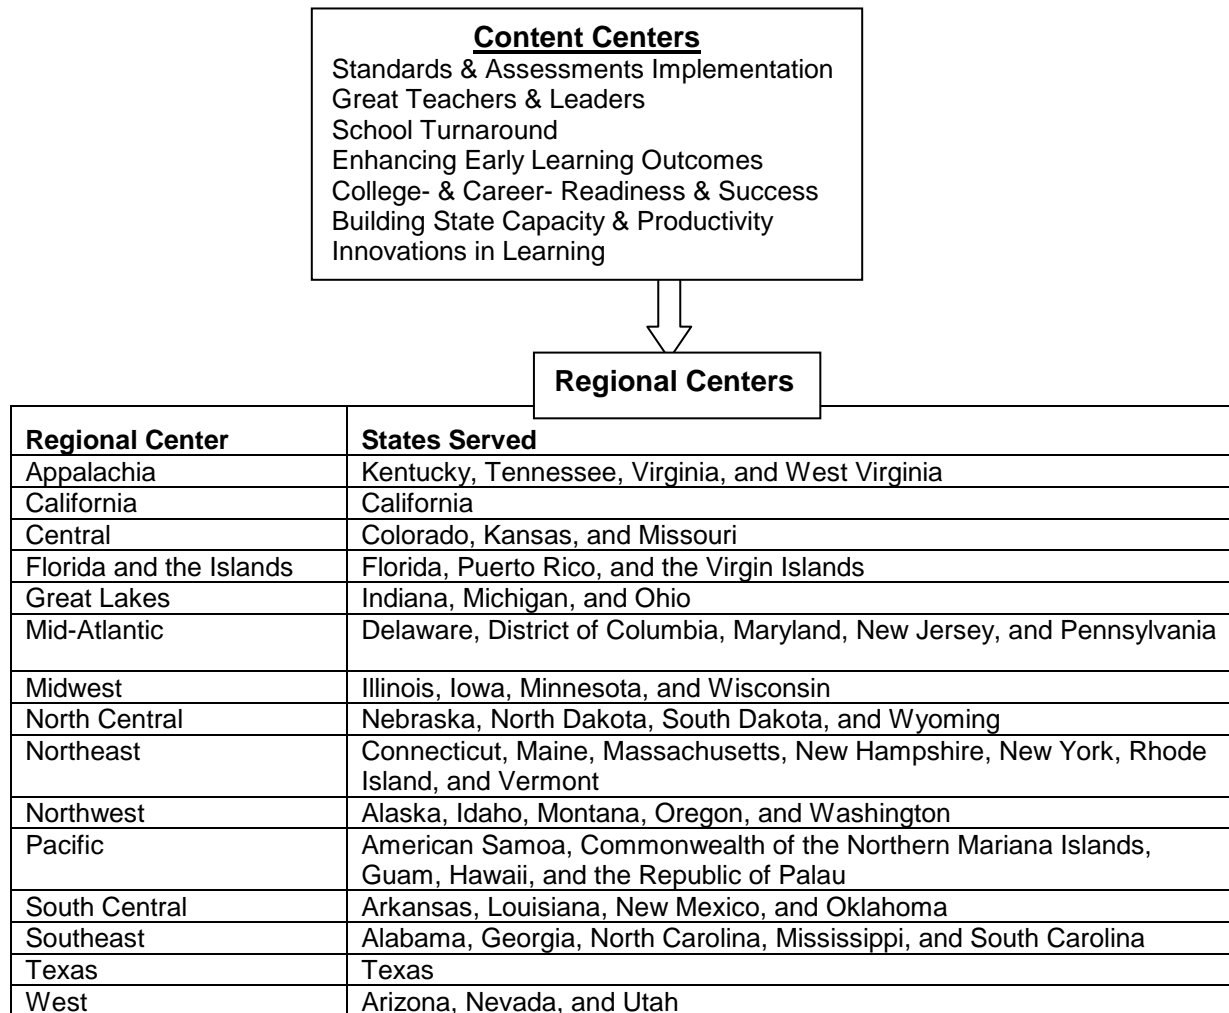 Content Centers
Standards & Assessments Implementation
Great Teachers & Leaders
School Turnaround
Enhancing Early Learning Outcomes
College- & Career- Readiness & Success
Building State Capacity & Productivity
Innovations in Learning
Regional Centers
Regional Center States Served
Appalachia Kentucky, Tennessee, Virginia, and West Virginia
California California
Central Colorado, Kansas, and Missouri
Florida and the Islands Florida, Puerto Rico, and the Virgin Islands
Great Lakes Indiana, Michigan, and Ohio
Mid-Atlantic Delaware, District of Columbia, Maryland, New Jersey, and Pennsylvania
Midwest Illinois, Iowa, Minnesota, and Wisconsin
North Central Nebraska, North Dakota, South Dakota, and Wyoming
Northeast Connecticut, Maine, Massachusetts, New Hampshire, New York, Rhode
Island, and Vermont
Northwest Alaska, Idaho, Montana, Oregon, and Washington
Pacific American Samoa, Commonwealth of the Northern Mariana Islands,
Guam, Hawaii, and the Republic of Palau
South Central Arkansas, Louisiana, New Mexico, and Oklahoma
Southeast Alabama, Georgia, North Carolina, Mississippi, and South Carolina
Texas Texas
West Arizona, Nevada, and Utah